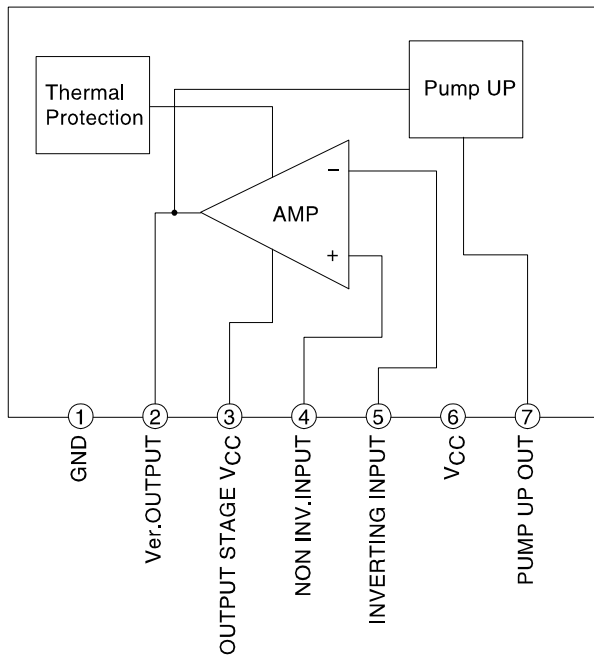 Thermal
Protection
Pump UP
−
AMP
+
1
2
3
4
5
6
7
GND
Ver.OUTPUT
OUTPUT STAGE VCC
NON INV.INPUT
INVERTING INPUT
VCC
PUMP UP OUT